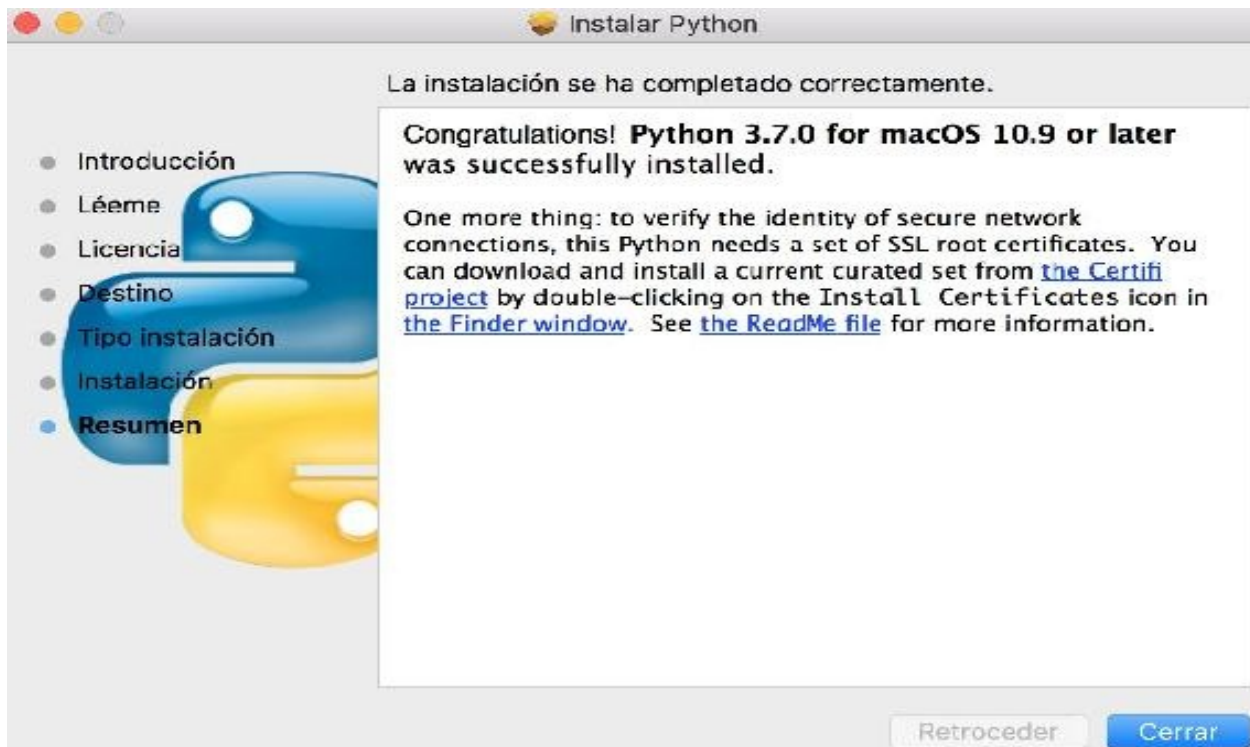 Instalar Python
La instalación se ha completado correctamente.
Introducción
Léeme
Licencia
Destino
Tipo instalación
Instalación
Resumen
Congratulations! Python 3.7.0 for macOS 10.9 or later
was successfully installed.
One more thing: to verify the identity of secure network
connections, this Python needs a set of SSL root certificates. You
can download and install a current curated set from the Certifi
project by double-clicking on the Install Certificates icon in
the Finder window. See the ReadMe file for more information.
Retroceder
Cerrar